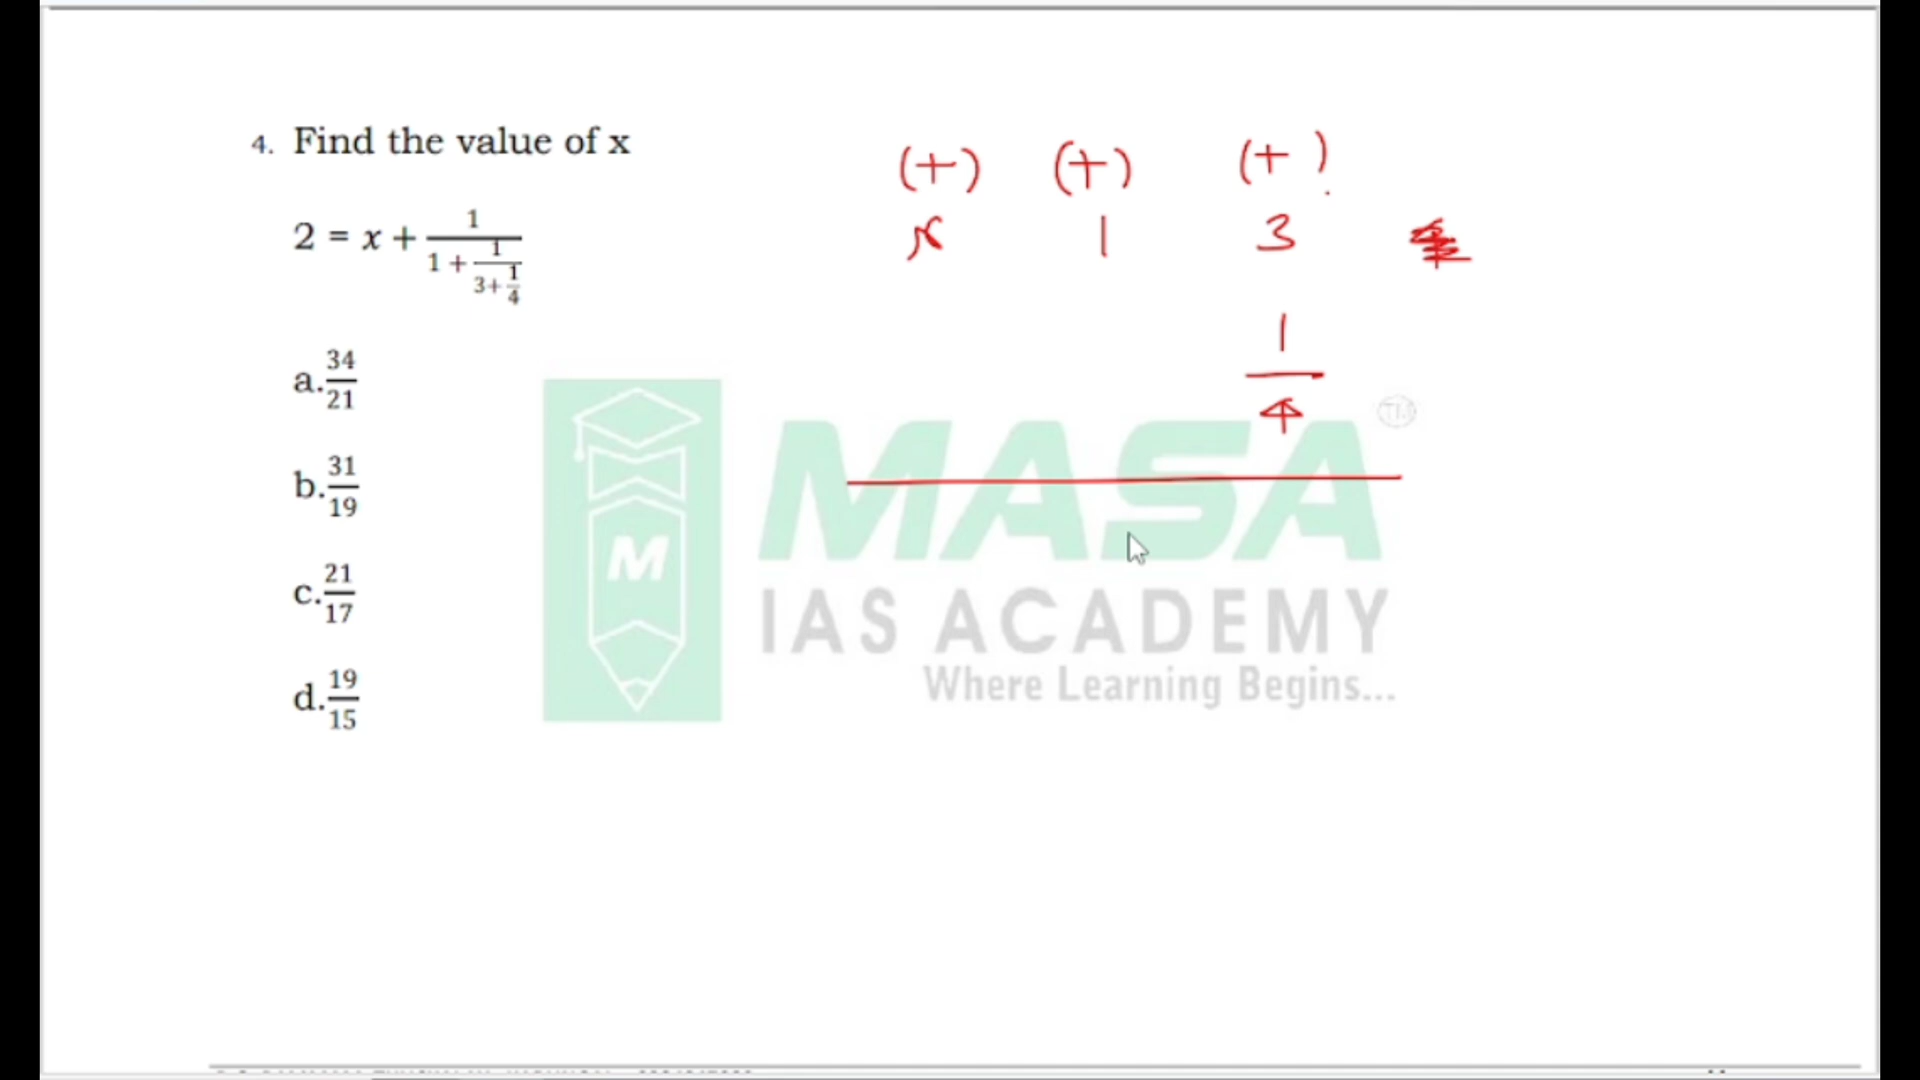 4. Find the value of x
2 = x + 1/(1 + 1/(3+ 1/4))
a. 34/21
b. 31/19
c. 21/17
d. 19/15
(+) (+) (+)
x 1 3
1/4
M
MASA
TM
IAS ACADEMY
Where Learning Begins...